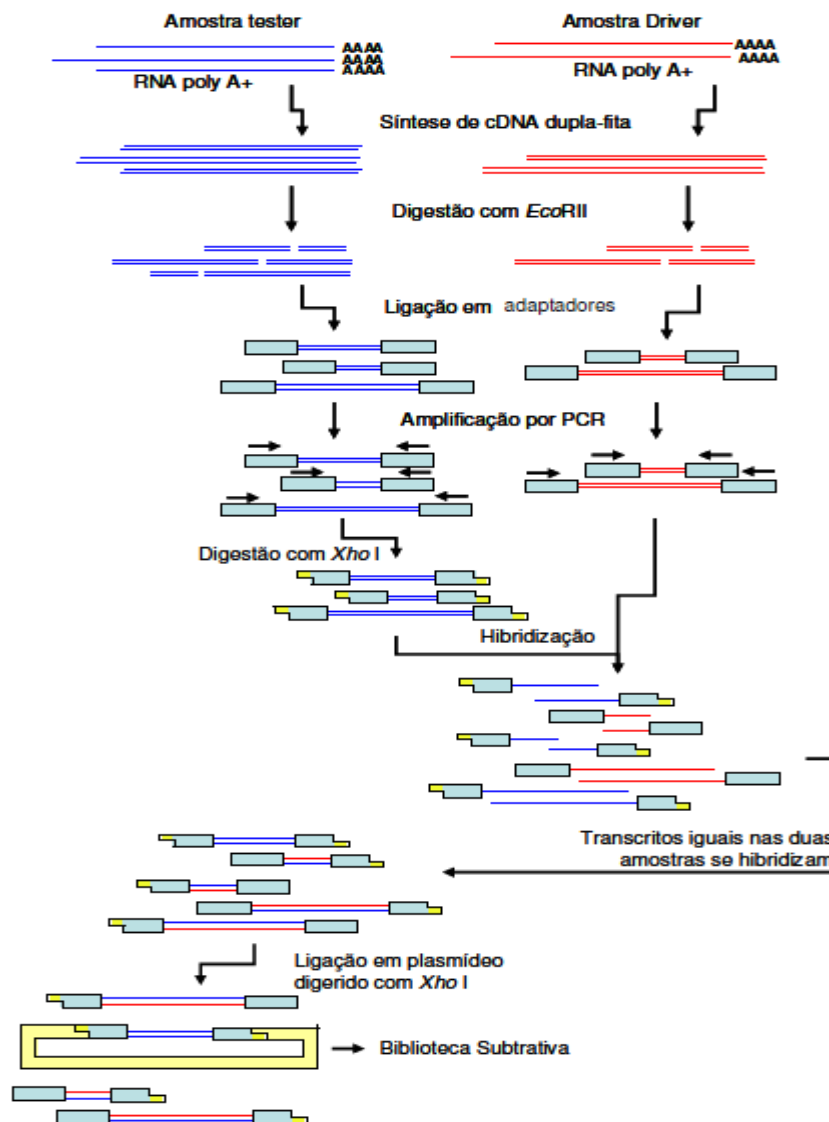 Amostra tester
Amostra Driver
AAAA
AAAA
AAAA
AAAA
AAAA
RNA poly A+
RNA poly A+
Síntese de cDNA dupla-fita
Digestão com EcoRII
Ligação em adaptadores
Amplificação por PCR
Digestão com Xho I
Hibridização
Transcritos iguais nas duas
amostras se hibridizam
Ligação em plasmídeo
digerido com Xho I
Biblioteca Subtrativa